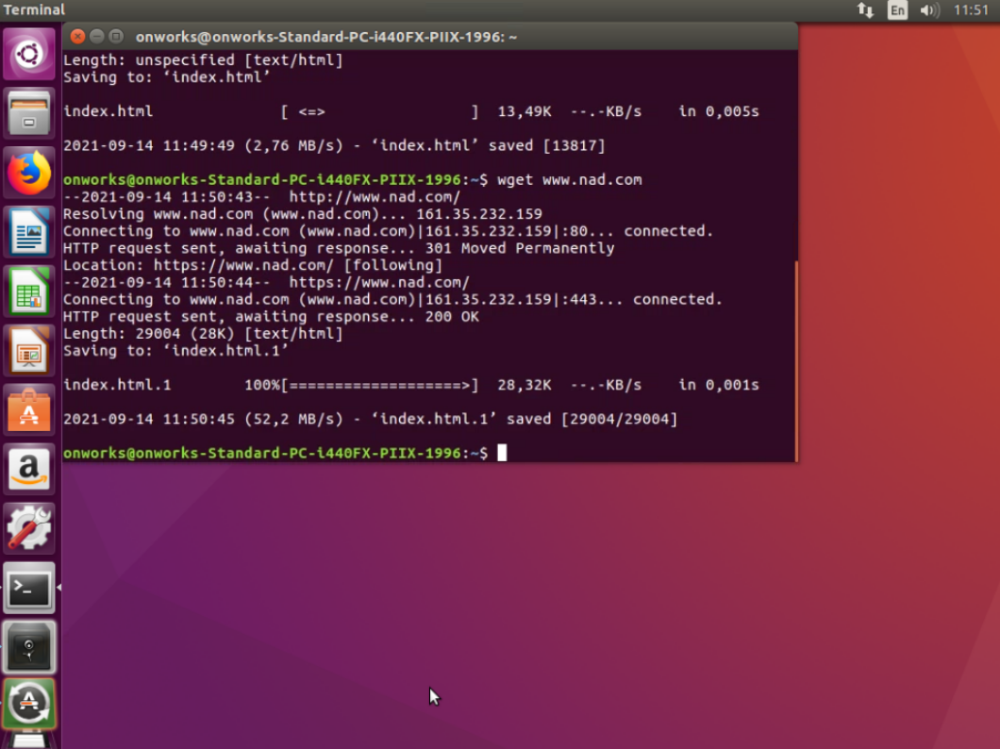 Terminal
En
11:51
onworks@onworks-Standard-PC-i440FX-PIIX-1996: ~
Length: unspecified [text/html]
Saving to: ‘index.html’
index.html [ <=> ] 13,49K --.-KB/s in 0,005s
2021-09-14 11:49:49 (2,76 MB/s) - ‘index.html’ saved [13817]
onworks@onworks-Standard-PC-i440FX-PIIX-1996:~$ wget www.nad.com
--2021-09-14 11:50:43-- http://www.nad.com/
Resolving www.nad.com (www.nad.com)... 161.35.232.159
Connecting to www.nad.com (www.nad.com)|161.35.232.159|:80... connected.
HTTP request sent, awaiting response... 301 Moved Permanently
Location: https://www.nad.com/ [following]
--2021-09-14 11:50:44-- https://www.nad.com/
Connecting to www.nad.com (www.nad.com)|161.35.232.159|:443... connected.
HTTP request sent, awaiting response... 200 OK
Length: 29004 (28K) [text/html]
Saving to: ‘index.html.1’
index.html.1 100%[===================>] 28,32K --.-KB/s in 0,001s
2021-09-14 11:50:45 (52,2 MB/s) - ‘index.html.1’ saved [29004/29004]
onworks@onworks-Standard-PC-i440FX-PIIX-1996:~$